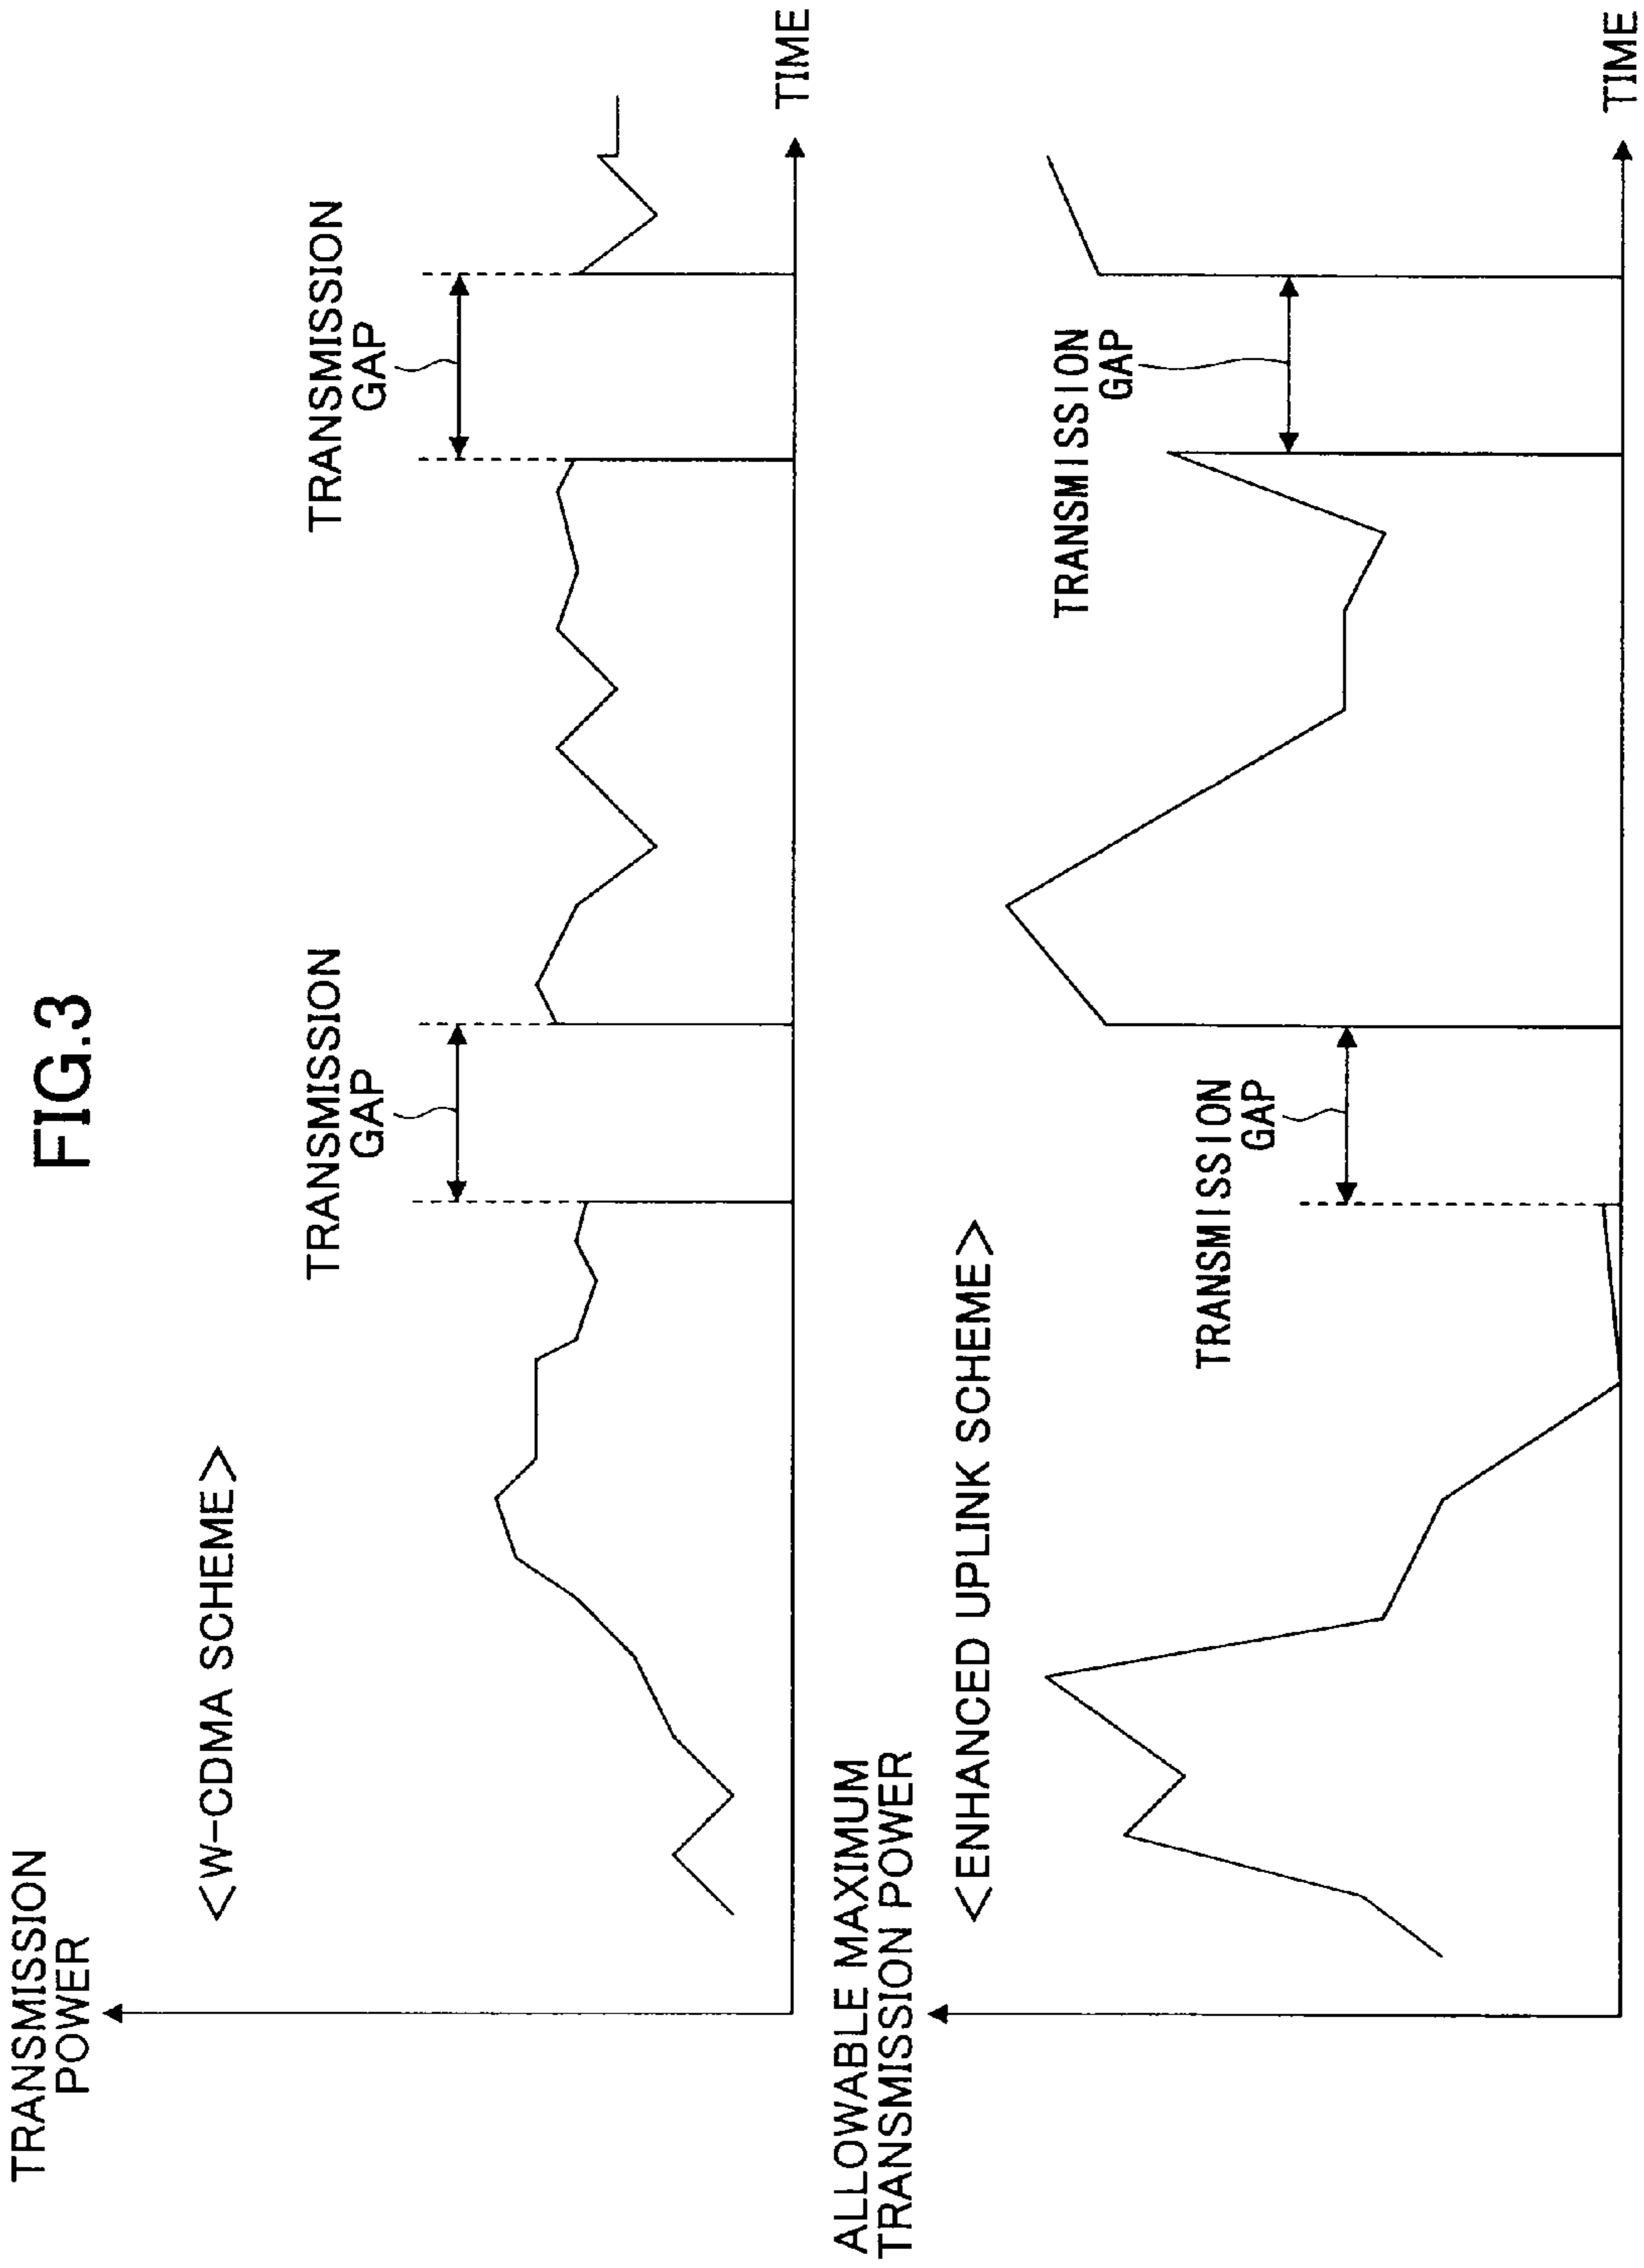 FIG.3
TRANSMISSION
POWER
<W-CDMA SCHEME>
TRANSMISSION
GAP
TRANSMISSION
GAP
TIME
ALLOWABLE MAXIMUM
TRANSMISSION POWER
<ENHANCED UPLINK SCHEME>
TRANSMISSION
GAP
TRANSMISSION
GAP
TIME